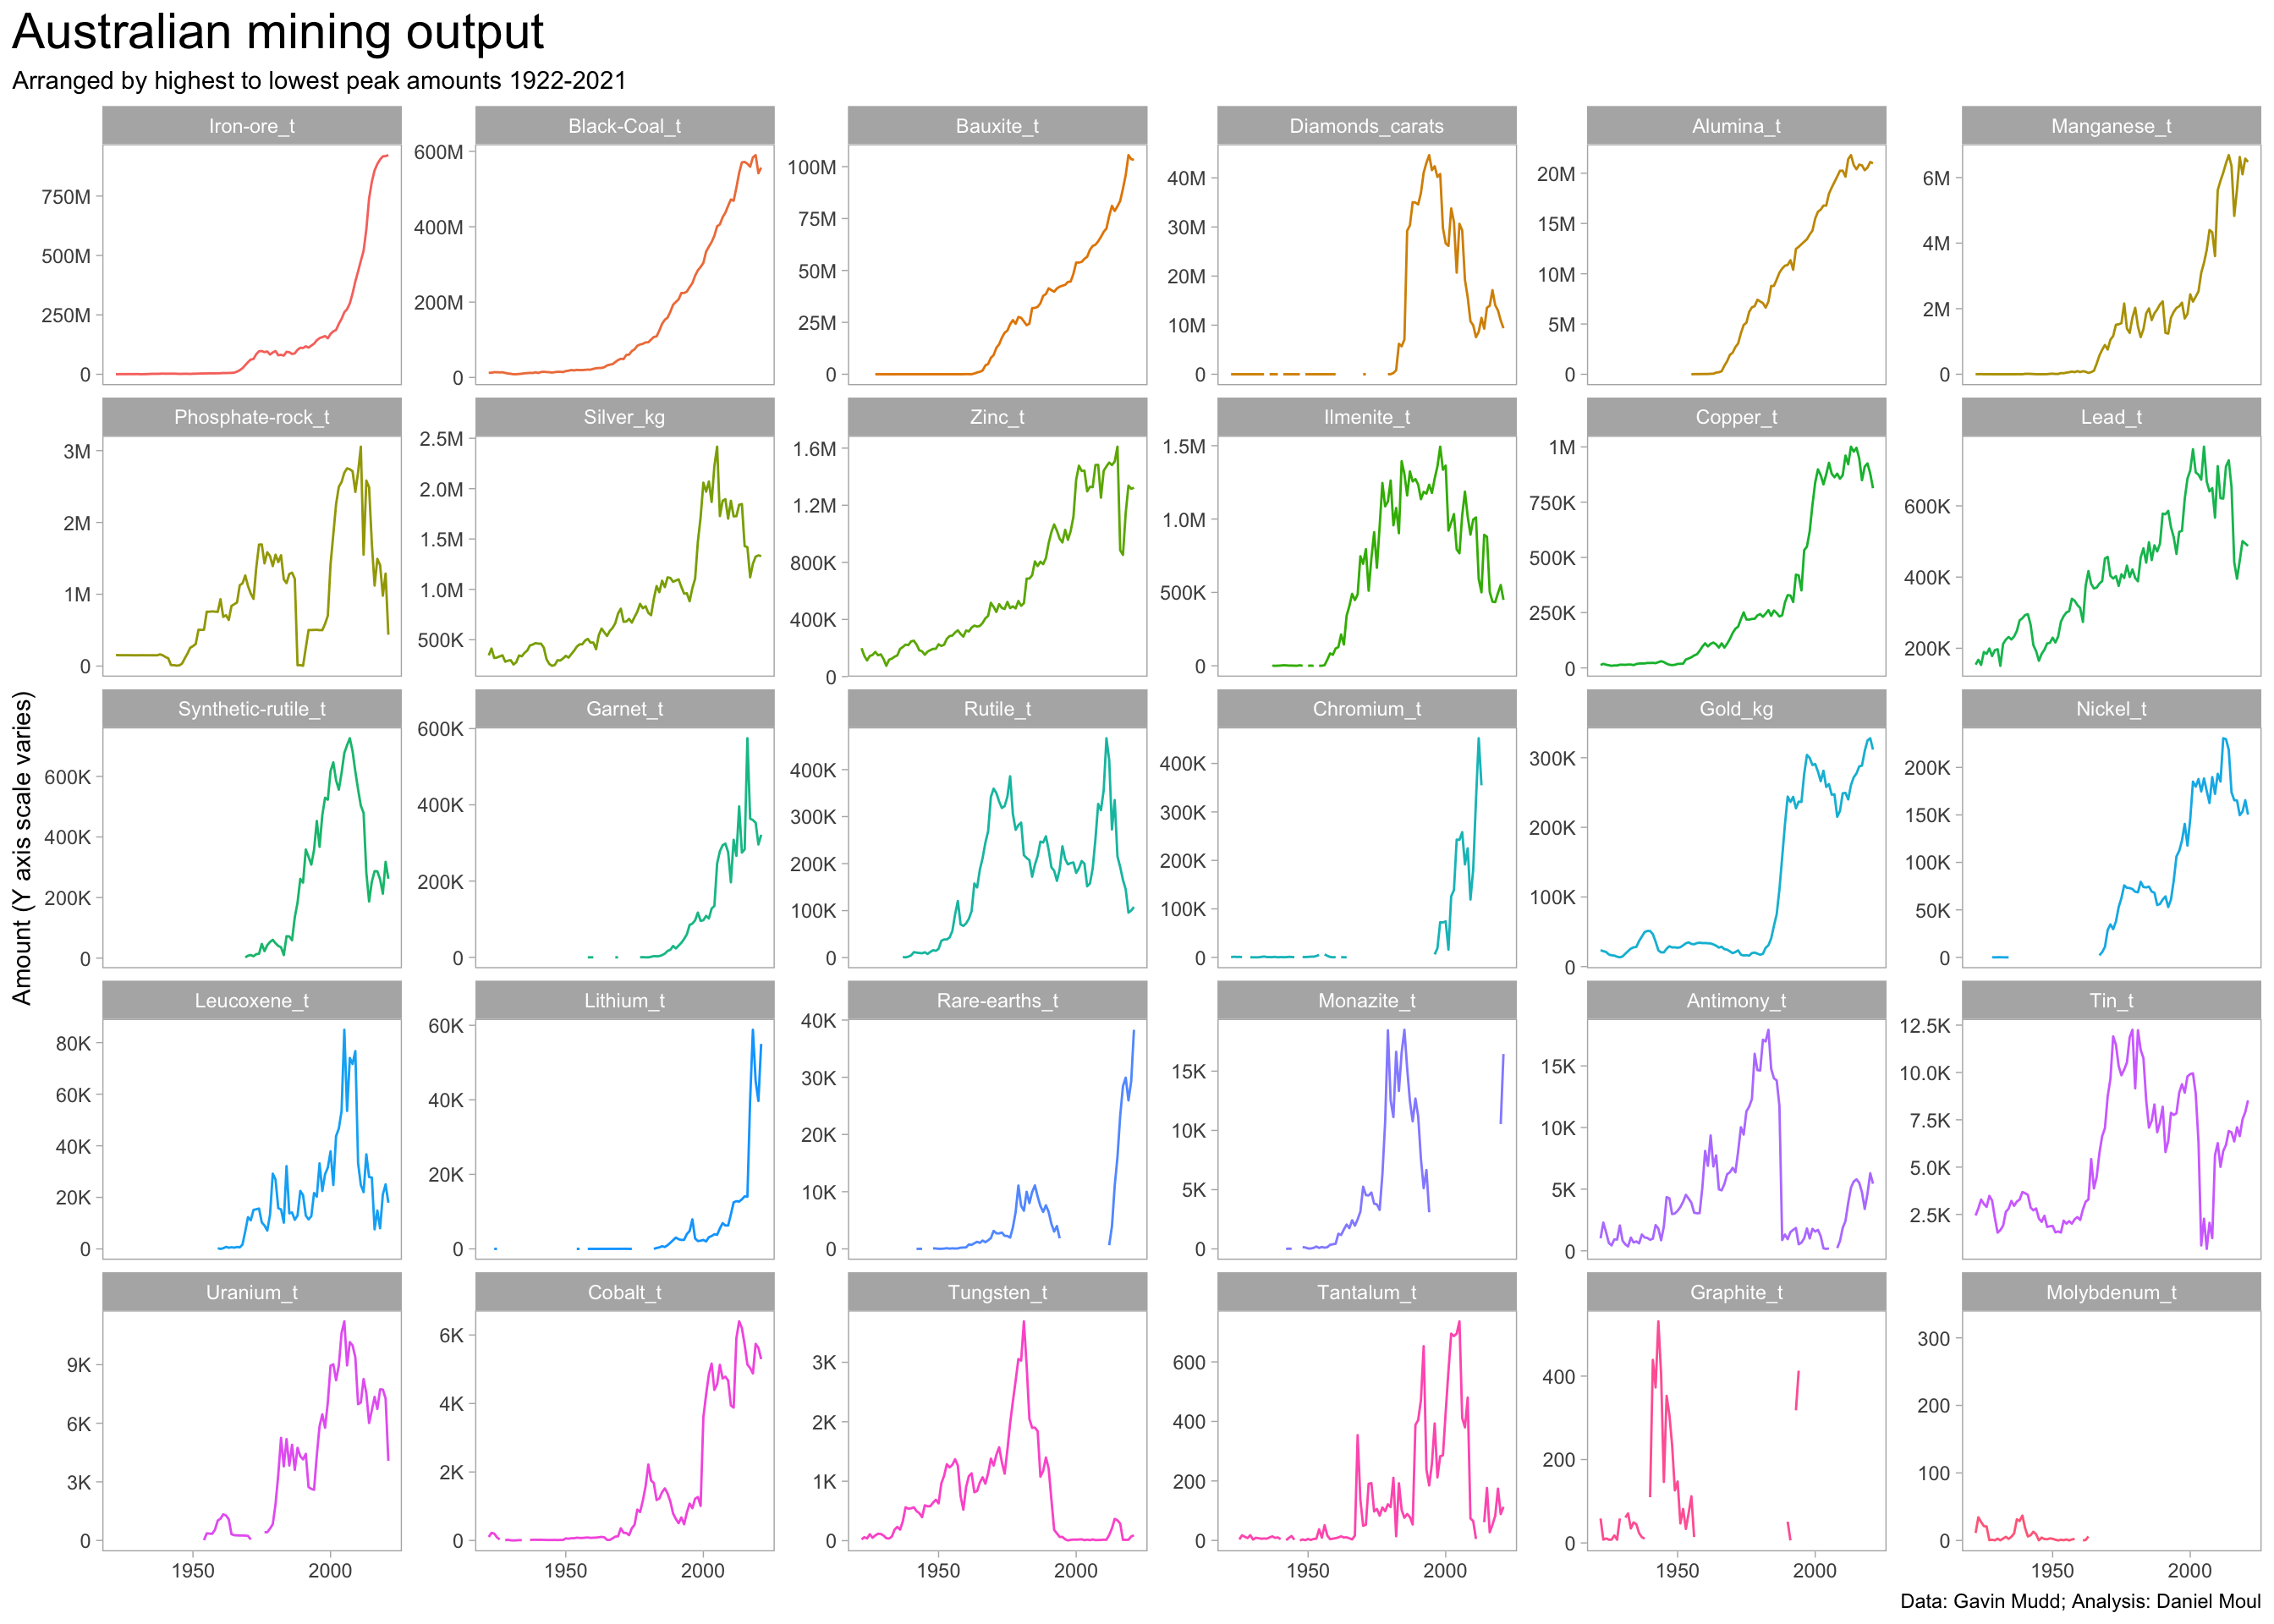 Australian mining output
Arranged by highest to lowest peak amounts 1922-2021
Iron-ore_t
Black-Coal_t
Bauxite_t
Diamonds_carats
Alumina_t
Manganese_t
750M
500M
250M
0
600M
400M
200M
0
100M
75M
50M
25M
0
40M
30M
20M
10M
0
20M
15M
10M
5M
0
6M
4M
2M
0
Phosphate-rock_t
Silver_kg
Zinc_t
Ilmenite_t
Copper_t
Lead_t
3M
2M
1M
0
2.5M
2.0M
1.5M
1.0M
500K
1.6M
1.2M
800K
400K
0
1.5M
1.0M
500K
0
1M
750K
500K
250K
0
600K
400K
200K
Amount (Y axis scale varies)
Synthetic-rutile_t
Garnet_t
Rutile_t
Chromium_t
Gold_kg
Nickel_t
600K
400K
200K
0
600K
400K
200K
0
400K
300K
200K
100K
0
400K
300K
200K
100K
0
300K
200K
100K
0
200K
150K
100K
50K
0
Leucoxene_t
Lithium_t
Rare-earths_t
Monazite_t
Antimony_t
Tin_t
80K
60K
40K
20K
0
60K
40K
20K
0
40K
30K
20K
10K
0
15K
10K
5K
0
15K
10K
5K
0
12.5K
10.0K
7.5K
5.0K
2.5K
Uranium_t
Cobalt_t
Tungsten_t
Tantalum_t
Graphite_t
Molybdenum_t
9K
6K
3K
0
6K
4K
2K
0
3K
2K
1K
0
600
400
200
0
400
200
0
300
200
100
0
1950 2000
1950 2000
1950 2000
1950 2000
1950 2000
1950 2000
Data: Gavin Mudd; Analysis: Daniel Moul